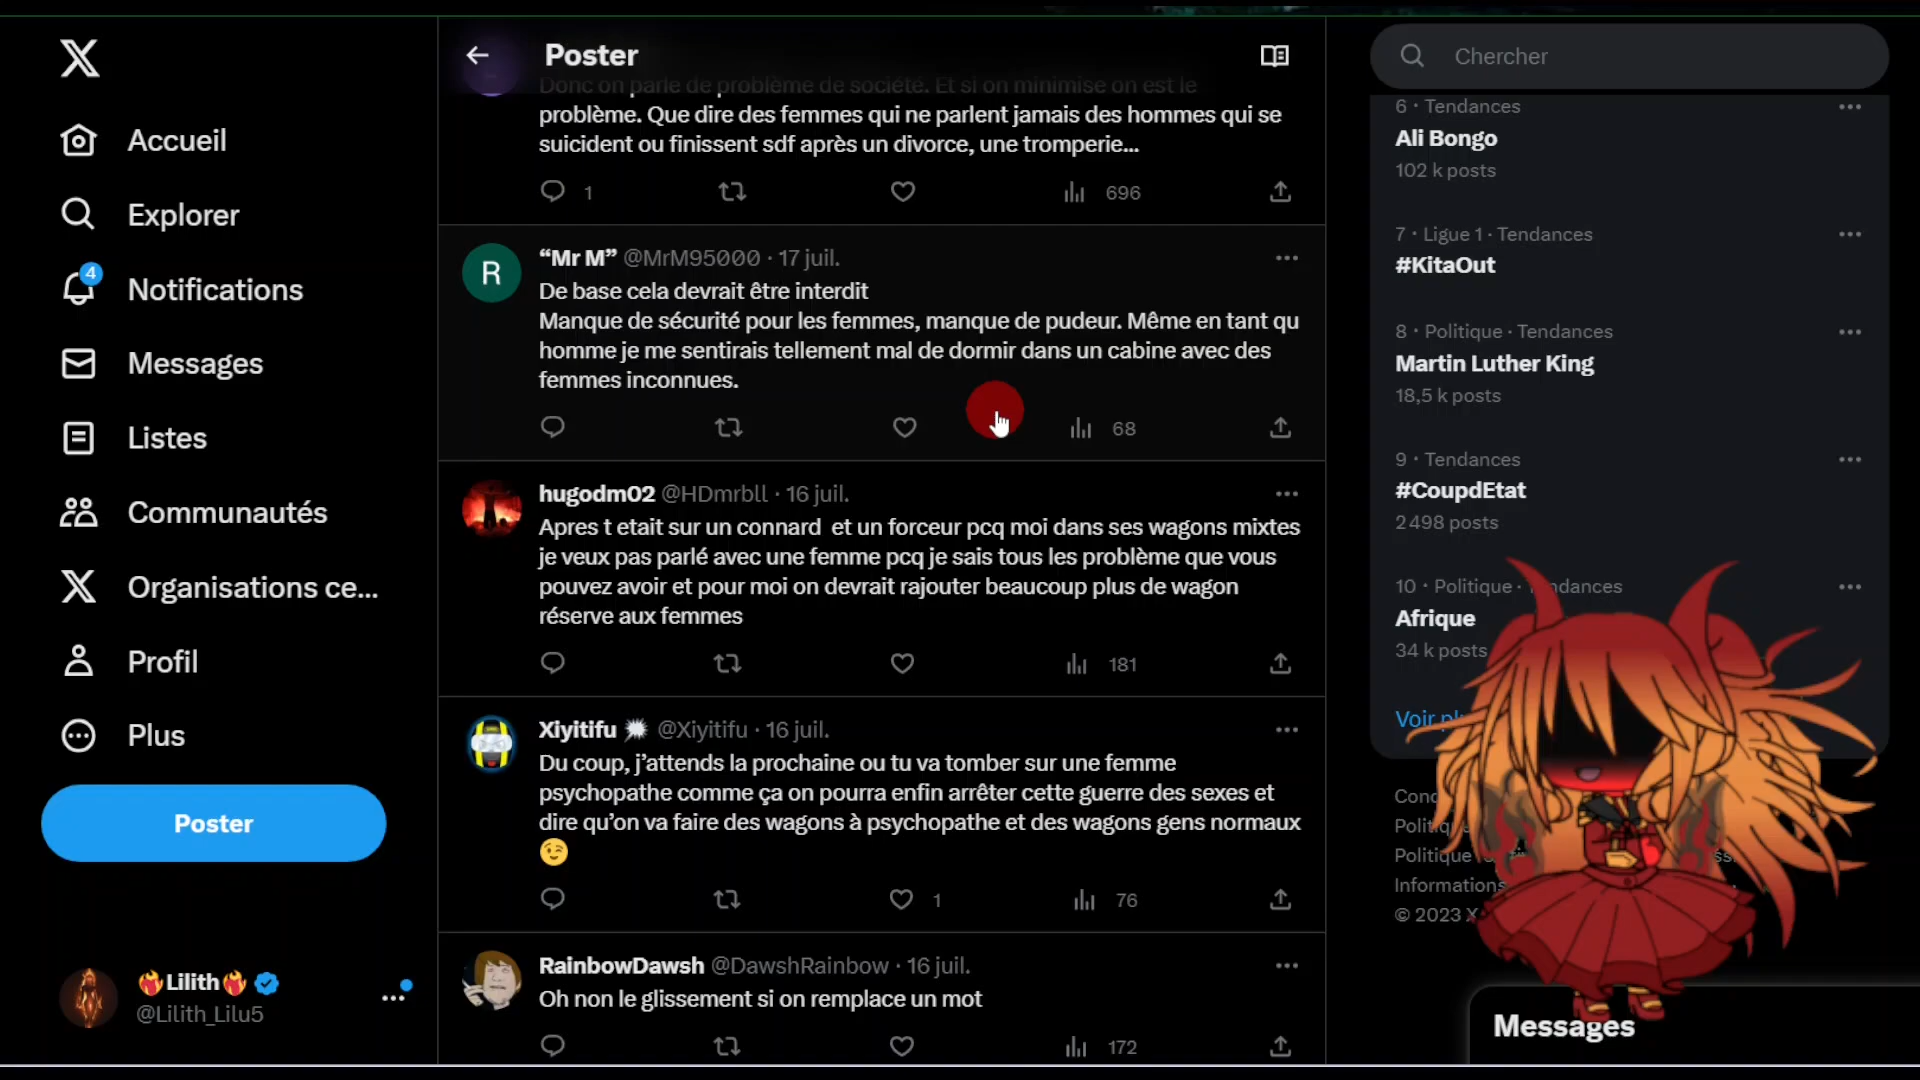 Accueil
Explorer
4
Notifications
Messages
Listes
Communautés
Organisations ce...
Profil
Plus
Poster
Lilith
@Lilith_Lilu5
Poster
Donc on parle de problème de société. Et si on minimise on est le
problème. Que dire des femmes qui ne parlent jamais des hommes qui se
suicident ou finissent sdf après un divorce, une tromperie...
1
696
R
“Mr M” @MrM95000 · 17 juil.
De base cela devrait être interdit
Manque de sécurité pour les femmes, manque de pudeur. Même en tant qu
homme je me sentirais tellement mal de dormir dans un cabine avec des
femmes inconnues.
68
hugodm02 @HDmrbll · 16 juil.
Apres t etait sur un connard et un forceur pcq moi dans ses wagons mixtes
je veux pas parlé avec une femme pcq je sais tous les problème que vous
pouvez avoir et pour moi on devrait rajouter beaucoup plus de wagon
réserve aux femmes
181
Xiyitifu @Xiyitifu · 16 juil.
Du coup, j’attends la prochaine ou tu va tomber sur une femme
psychopathe comme ça on pourra enfin arrêter cette guerre des sexes et
dire qu’on va faire des wagons à psychopathe et des wagons gens normaux
😉
1
76
RainbowDawsh @DawshRainbow · 16 juil.
Oh non le glissement si on remplace un mot
172
Chercher
6 · Tendances
Ali Bongo
102 k posts
7 · Ligue 1 · Tendances
#KitaOut
8 · Politique · Tendances
Martin Luther King
18,5 k posts
9 · Tendances
#CoupdEtat
2 498 posts
10 · Politique · Tendances
Afrique
34 k posts
Voir
Politique
Informations
© 2023 X
Messages